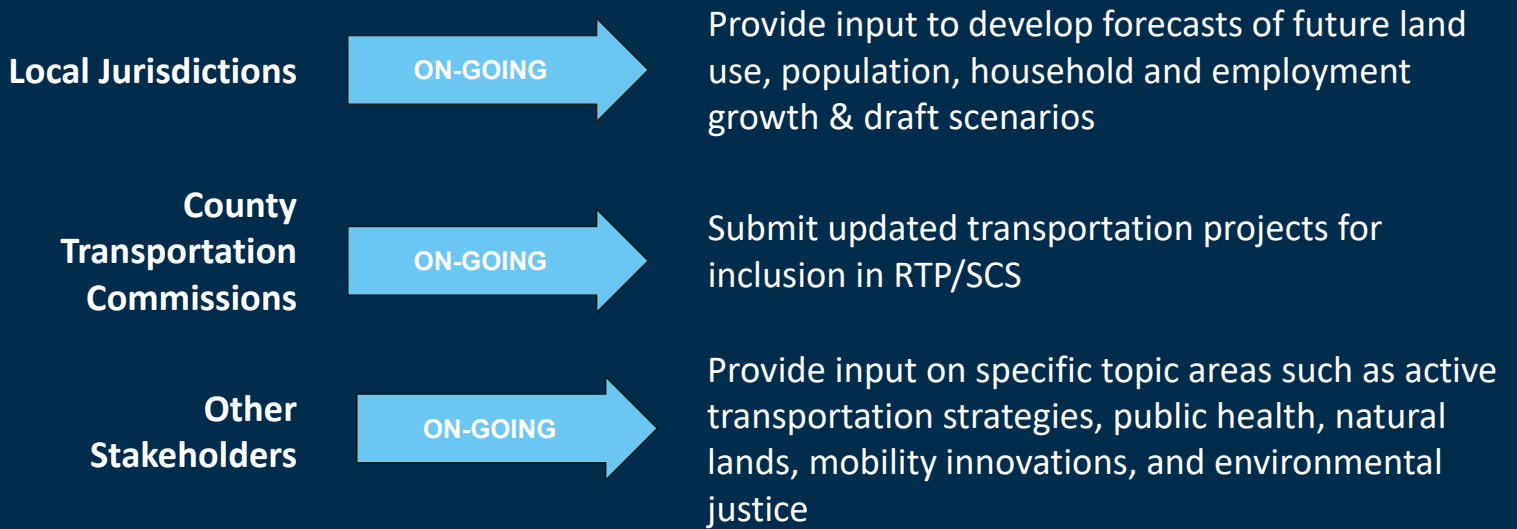 Local Jurisdictions
ON-GOING
Provide input to develop forecasts of future land
use, population, household and employment
growth & draft scenarios
County
Transportation
Commissions
ON-GOING
Submit updated transportation projects for
inclusion in RTP/SCS
Other
Stakeholders
ON-GOING
Provide input on specific topic areas such as active
transportation strategies, public health, natural
lands, mobility innovations, and environmental
justice